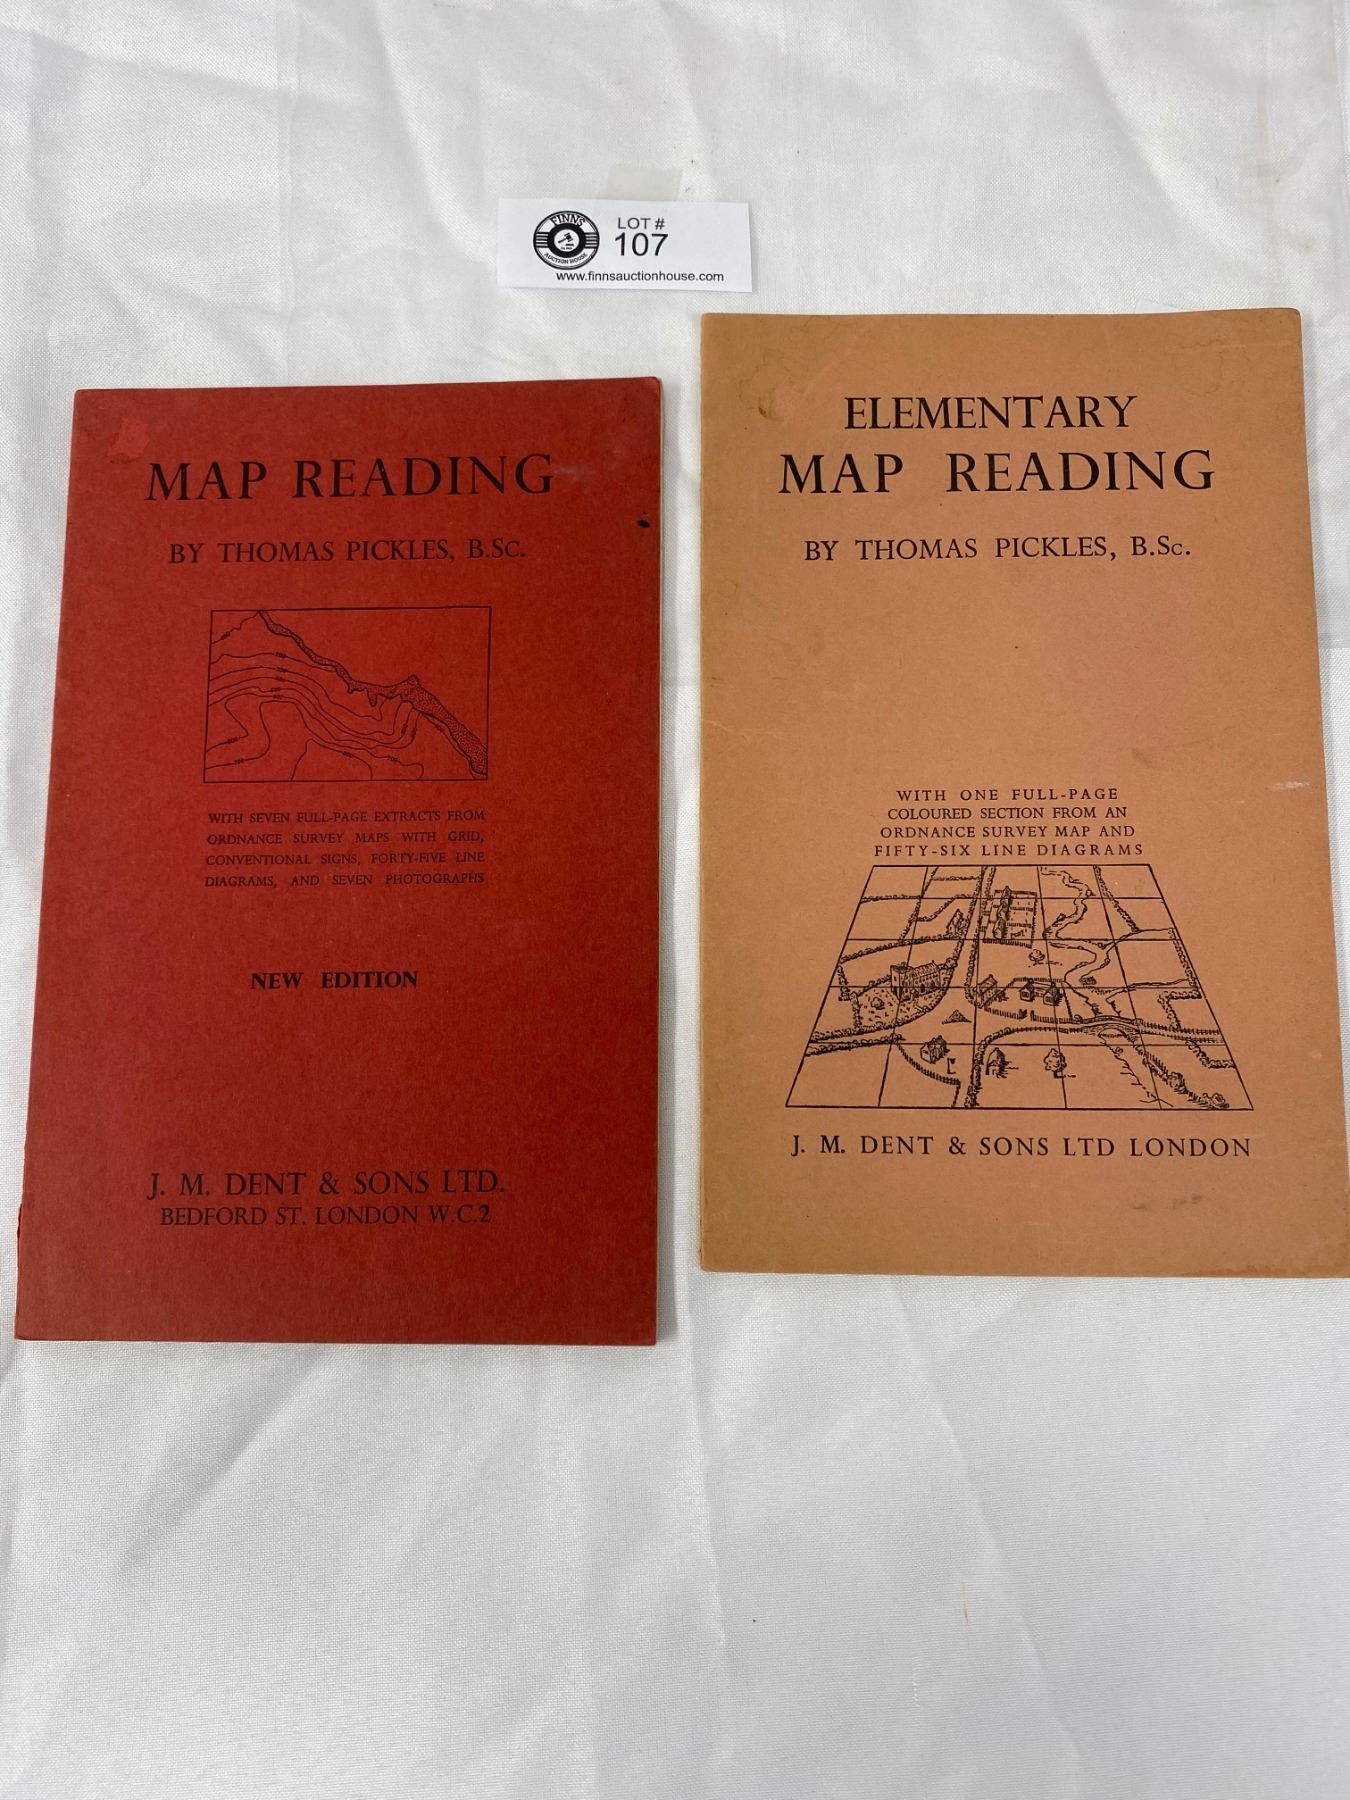 FINNS
AUCTION HOUSE
LOT #
107
www.finnsauctionhouse.com
MAP READING
BY THOMAS PICKLES, B.Sc.
WITH SEVEN FULL-PAGE EXTRACTS FROM
ORDNANCE SURVEY MAPS WITH GRID,
CONVENTIONAL SIGNS, FORTY-FIVE LINE
DIAGRAMS, AND SEVEN PHOTOGRAPHS
NEW EDITION
J. M. DENT & SONS LTD.
BEDFORD ST. LONDON W.C.2
ELEMENTARY
MAP READING
BY THOMAS PICKLES, B.Sc.
WITH ONE FULL-PAGE
COLOURED SECTION FROM AN
ORDNANCE SURVEY MAP AND
FIFTY-SIX LINE DIAGRAMS
J. M. DENT & SONS LTD LONDON